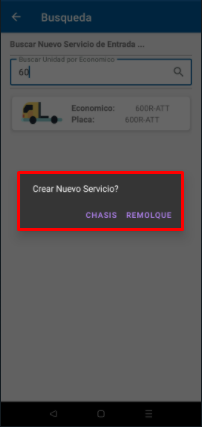 Busqueda
Buscar Nuevo Servicio de Entrada ...
Buscar Unidad por Economico
60
Economico: 600R-ATT
Placa: 600R-ATT
Crear Nuevo Servicio?
CHASIS REMOLQUE